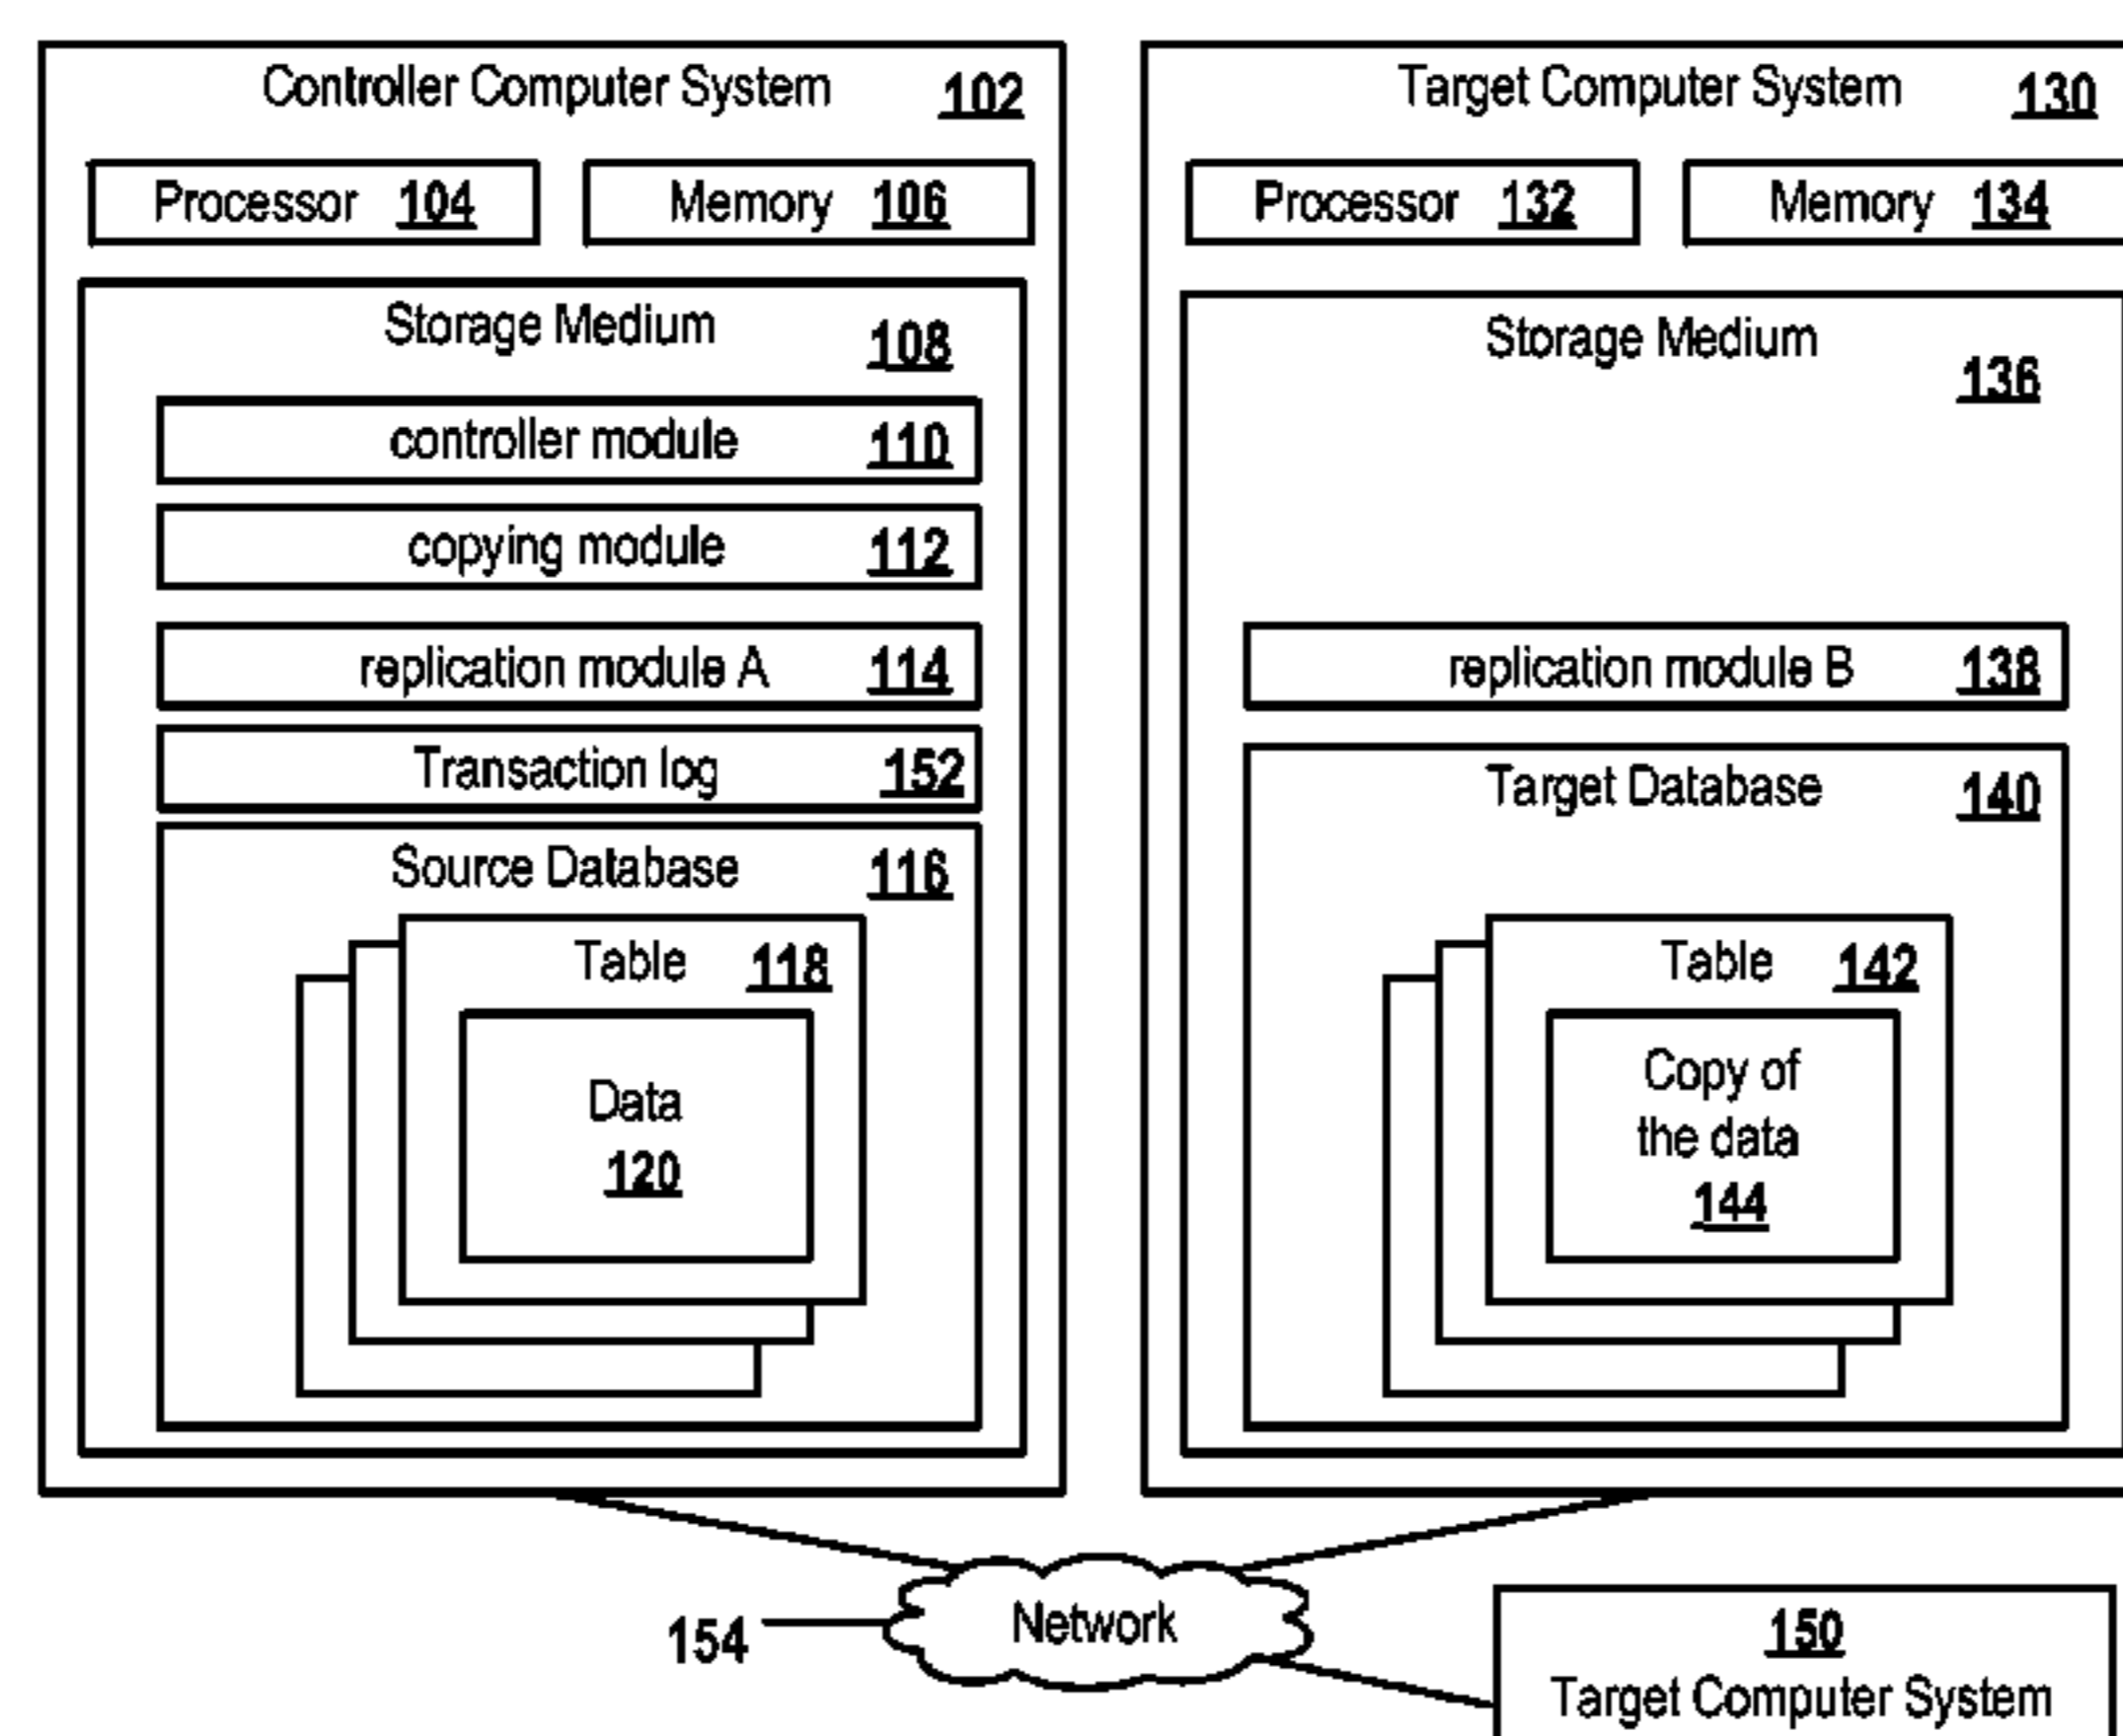 Controller Computer System 102
Processor 104
Memory 106
Storage Medium 108
controller module 110
copying module 112
replication module A 114
Transaction log 152
Source Database 116
Table 118
Data
120
Target Computer System 130
Processor 132
Memory 134
Storage Medium 136
replication module B 138
Target Database 140
Table 142
Copy of
the data
144
154
Network
150
Target Computer System